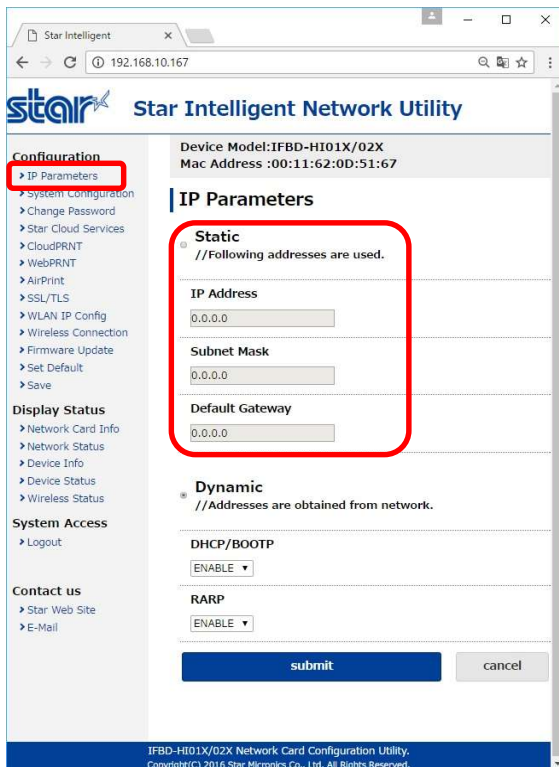 Star Intelligent
192.168.10.167
star Star Intelligent Network Utility
Device Model:IFBD-HI01X/02X
Mac Address :00:11:62:0D:51:67
Configuration
IP Parameters
System Configuration
Change Password
Star Cloud Services
CloudPRNT
WebPRNT
AirPrint
SSL/TLS
WLAN IP Config
Wireless Connection
Firmware Update
Set Default
Save
Display Status
Network Card Info
Network Status
Device Info
Device Status
Wireless Status
System Access
Logout
Contact us
Star Web Site
E-Mail
IP Parameters
Static
//Following addresses are used.
IP Address
0.0.0.0
Subnet Mask
0.0.0.0
Default Gateway
0.0.0.0
Dynamic
//Addresses are obtained from network.
DHCP/BOOTP
ENABLE
RARP
ENABLE
submit cancel
IFBD-HI01X/02X Network Card Configuration Utility.
Copyright(C) 2016 Star Micronics Co., Ltd. All Rights Reserved.